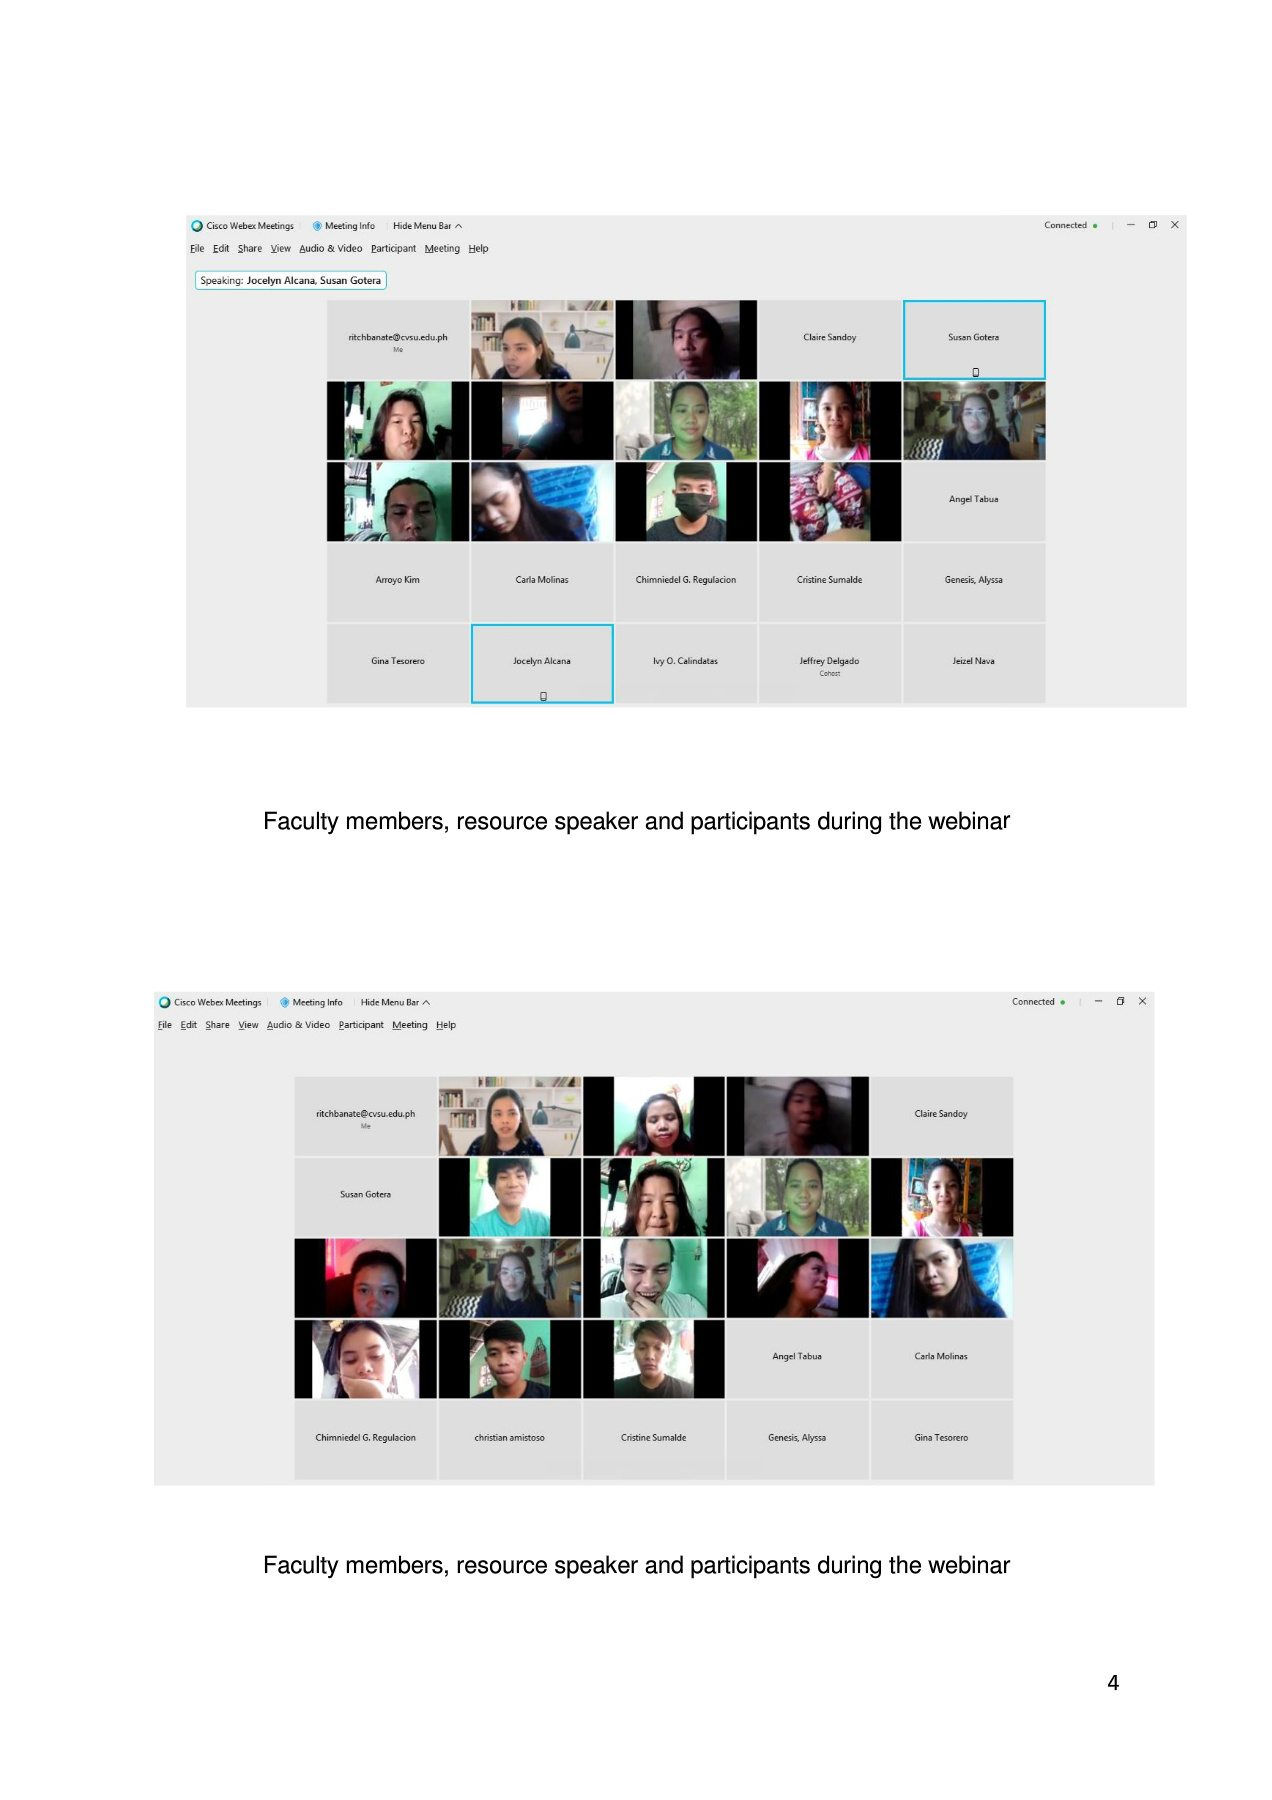 Cisco Webex Meetings Meeting Info Hide Menu Bar Connected
File Edit Share View Audio & Video Participant Meeting Help
Speaking: Jocelyn Alcana, Susan Gotera
ritchbanate@cvsu.edu.ph
Me
Claire Sandoy
Susan Gotera
Angel Tabua
Arroyo Kim
Carla Molinas
Chimniedel G. Regulacion
Cristine Sumalde
Genesis, Alyssa
Gina Tesorero
Jocelyn Alcana
Ivy O. Calindatas
Jeffrey Delgado
Cohost
Jeizel Nava
Faculty members, resource speaker and participants during the webinar
Cisco Webex Meetings Meeting Info Hide Menu Bar Connected
File Edit Share View Audio & Video Participant Meeting Help
ritchbanate@cvsu.edu.ph
Me
Claire Sandoy
Susan Gotera
Angel Tabua
Carla Molinas
Chimniedel G. Regulacion
christian amistoso
Cristine Sumalde
Genesis, Alyssa
Gina Tesorero
Faculty members, resource speaker and participants during the webinar
4